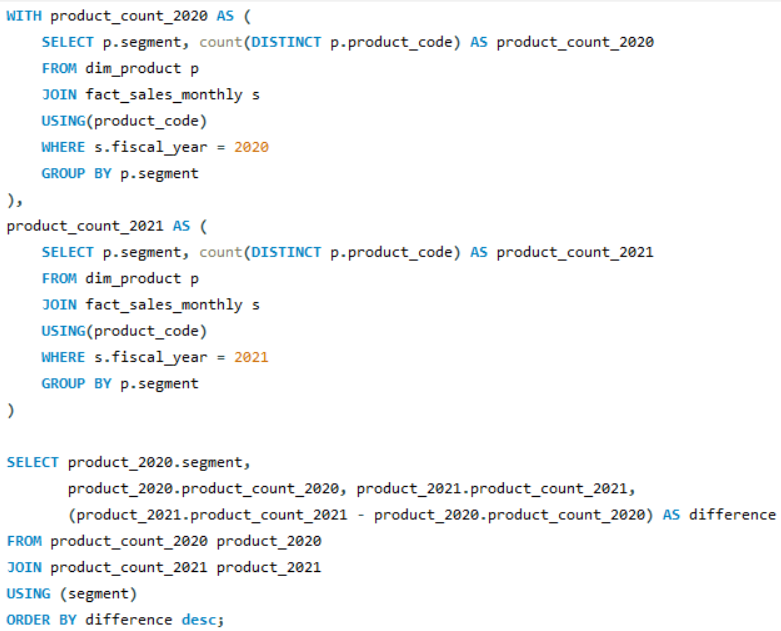 WITH product_count_2020 AS (
    SELECT p.segment, count(DISTINCT p.product_code) AS product_count_2020
    FROM dim_product p
    JOIN fact_sales_monthly s
    USING(product_code)
    WHERE s.fiscal_year = 2020
    GROUP BY p.segment
),
product_count_2021 AS (
    SELECT p.segment, count(DISTINCT p.product_code) AS product_count_2021
    FROM dim_product p
    JOIN fact_sales_monthly s
    USING(product_code)
    WHERE s.fiscal_year = 2021
    GROUP BY p.segment
)

SELECT product_2020.segment,
       product_2020.product_count_2020, product_2021.product_count_2021,
       (product_2021.product_count_2021 - product_2020.product_count_2020) AS difference
FROM product_count_2020 product_2020
JOIN product_count_2021 product_2021
USING (segment)
ORDER BY difference desc;